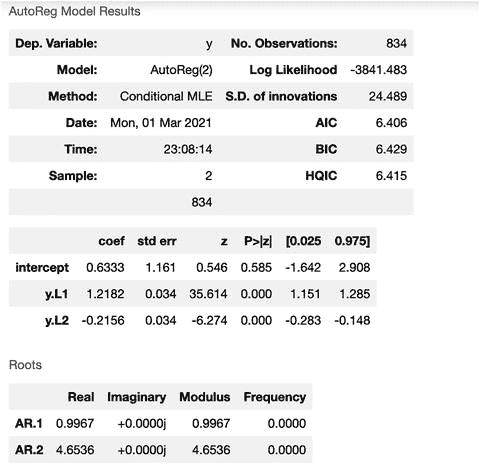 AutoReg Model Results
Dep. Variable: y No. Observations: 834
Model: AutoReg(2) Log Likelihood -3841.483
Method: Conditional MLE S.D. of innovations 24.489
Date: Mon, 01 Mar 2021 AIC 6.406
Time: 23:08:14 BIC 6.429
Sample: 2 HQIC 6.415
834
coef std err z P>|z| [0.025 0.975]
intercept 0.6333 1.161 0.546 0.585 -1.642 2.908
y.L1 1.2182 0.034 35.614 0.000 1.151 1.285
y.L2 -0.2156 0.034 -6.274 0.000 -0.283 -0.148
Roots
Real Imaginary Modulus Frequency
AR.1 0.9967 +0.0000j 0.9967 0.0000
AR.2 4.6536 +0.0000j 4.6536 0.0000